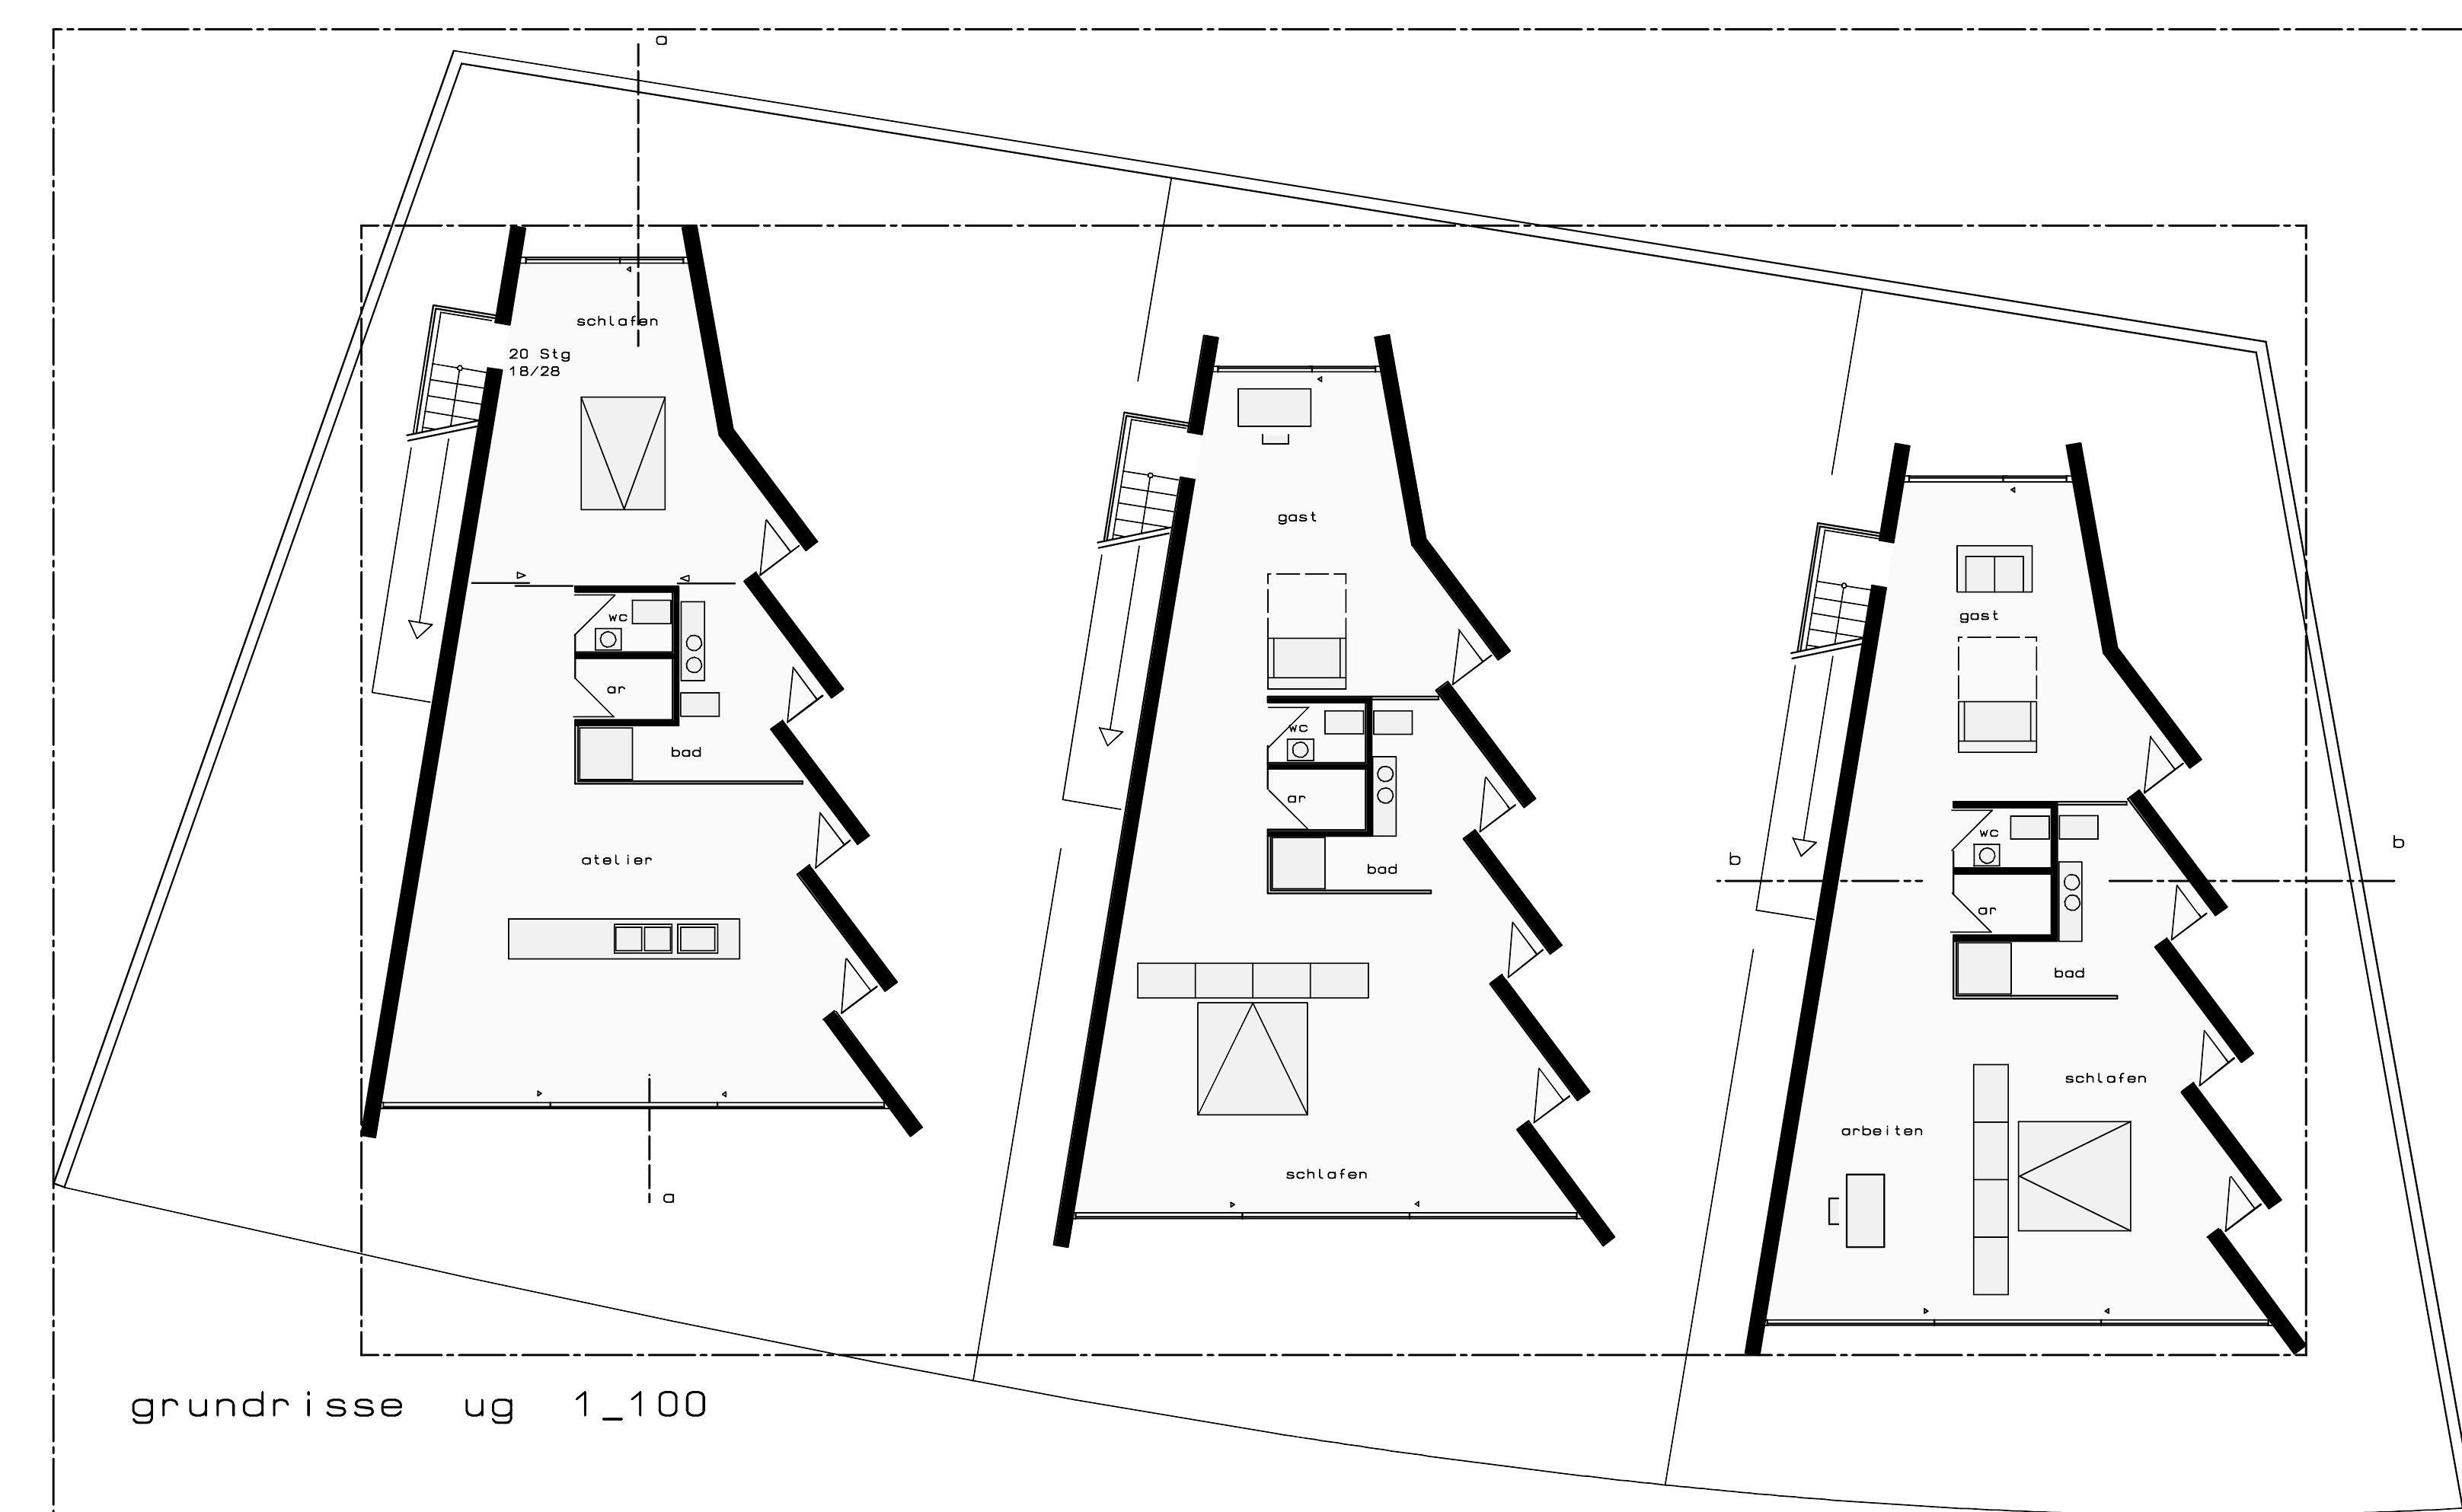 a
schlafen
20 Stg
18/28
wc
ar
bad
atelier
a
gast
wc
ar
bad
schlafen
gast
wc
b
b
ar
bad
schlafen
arbeiten
grundrisse ug 1_100